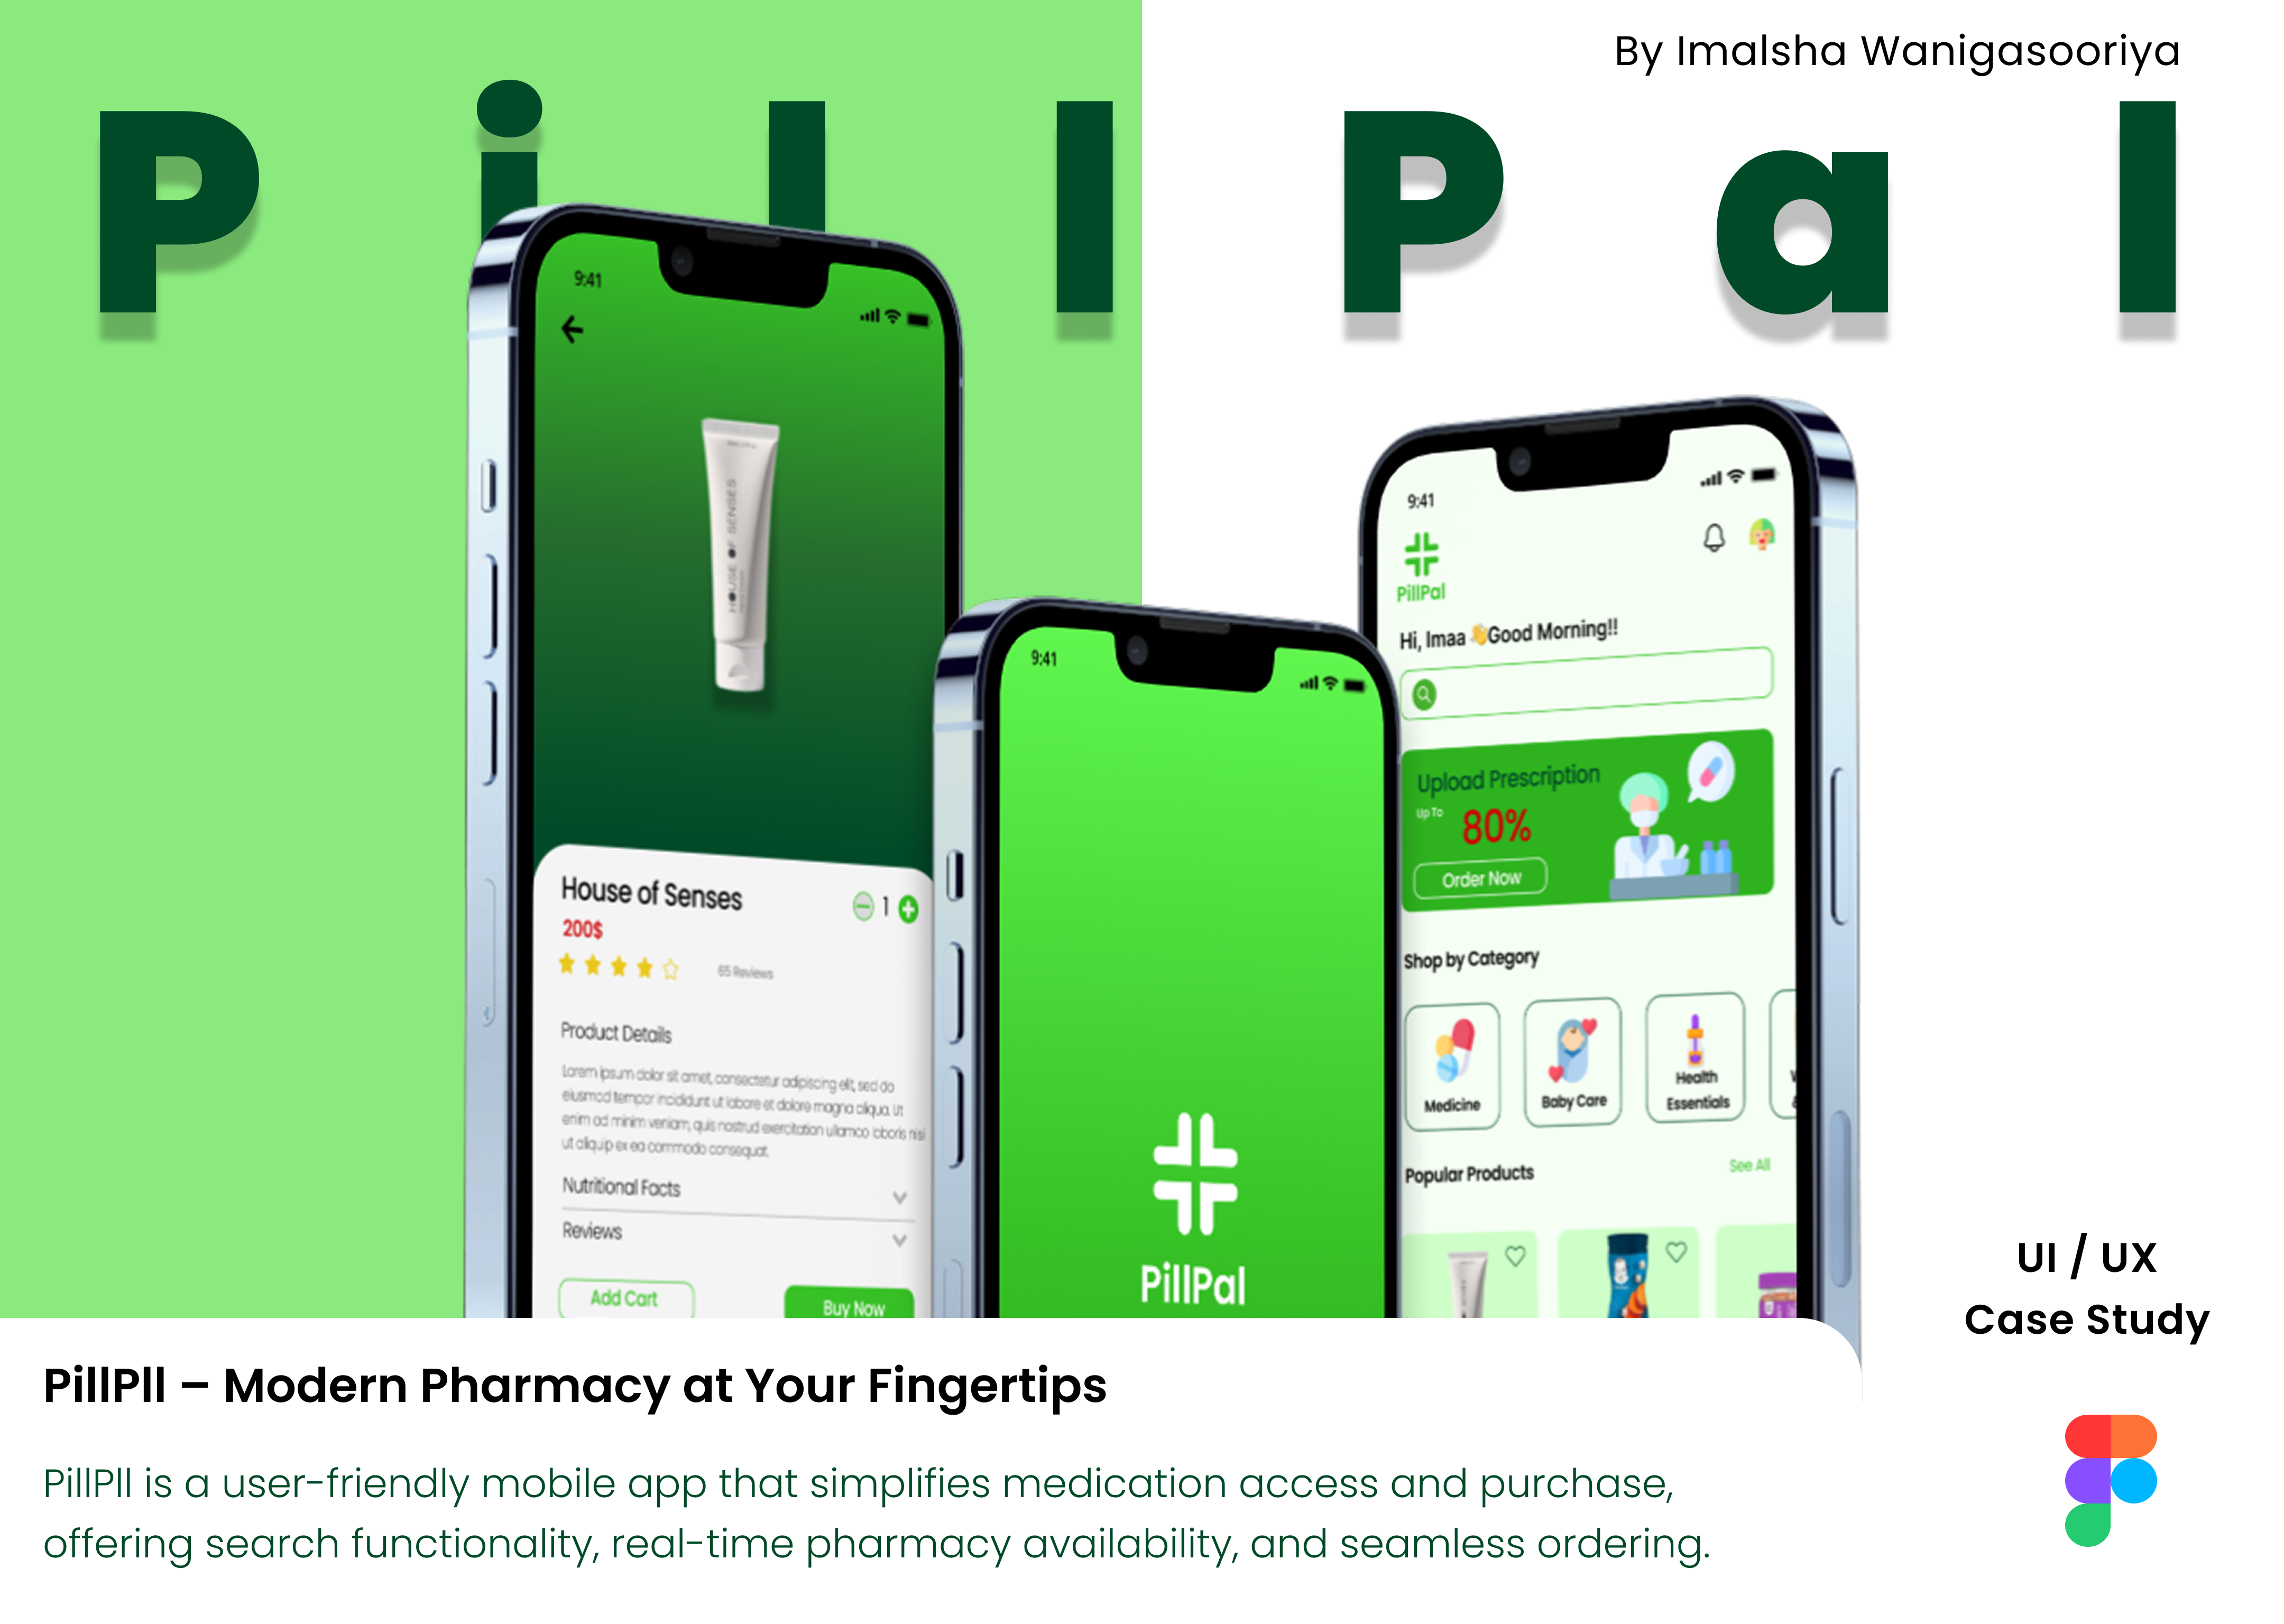 By Imalsha Wanigasooriya
PillPal
9:41
House of Senses
1
200$
65 Reviews
Product Details
Lorem ipsum dolor sit amet, consectetur adipiscing elit, sed do
eiusmod tempor incididunt ut labore et dolore magna aliqua. Ut
enim ad minim veniam, quis nostrud exercitation ullamco laboris nisi
ut aliquip ex ea commodo consequat.
Nutritional Facts
Reviews
Add Cart
Buy Now
HOUSE OF SENSES
9:41
PillPal
9:41
PillPal
Hi, Imaa 👋Good Morning!!
Upload Prescription
Up To
80%
Order Now
Shop by Category
Medicine
Baby Care
Health
Essentials
Popular Products
See All
UI / UX
Case Study
PillPll – Modern Pharmacy at Your Fingertips
PillPll is a user-friendly mobile app that simplifies medication access and purchase,
offering search functionality, real-time pharmacy availability, and seamless ordering.